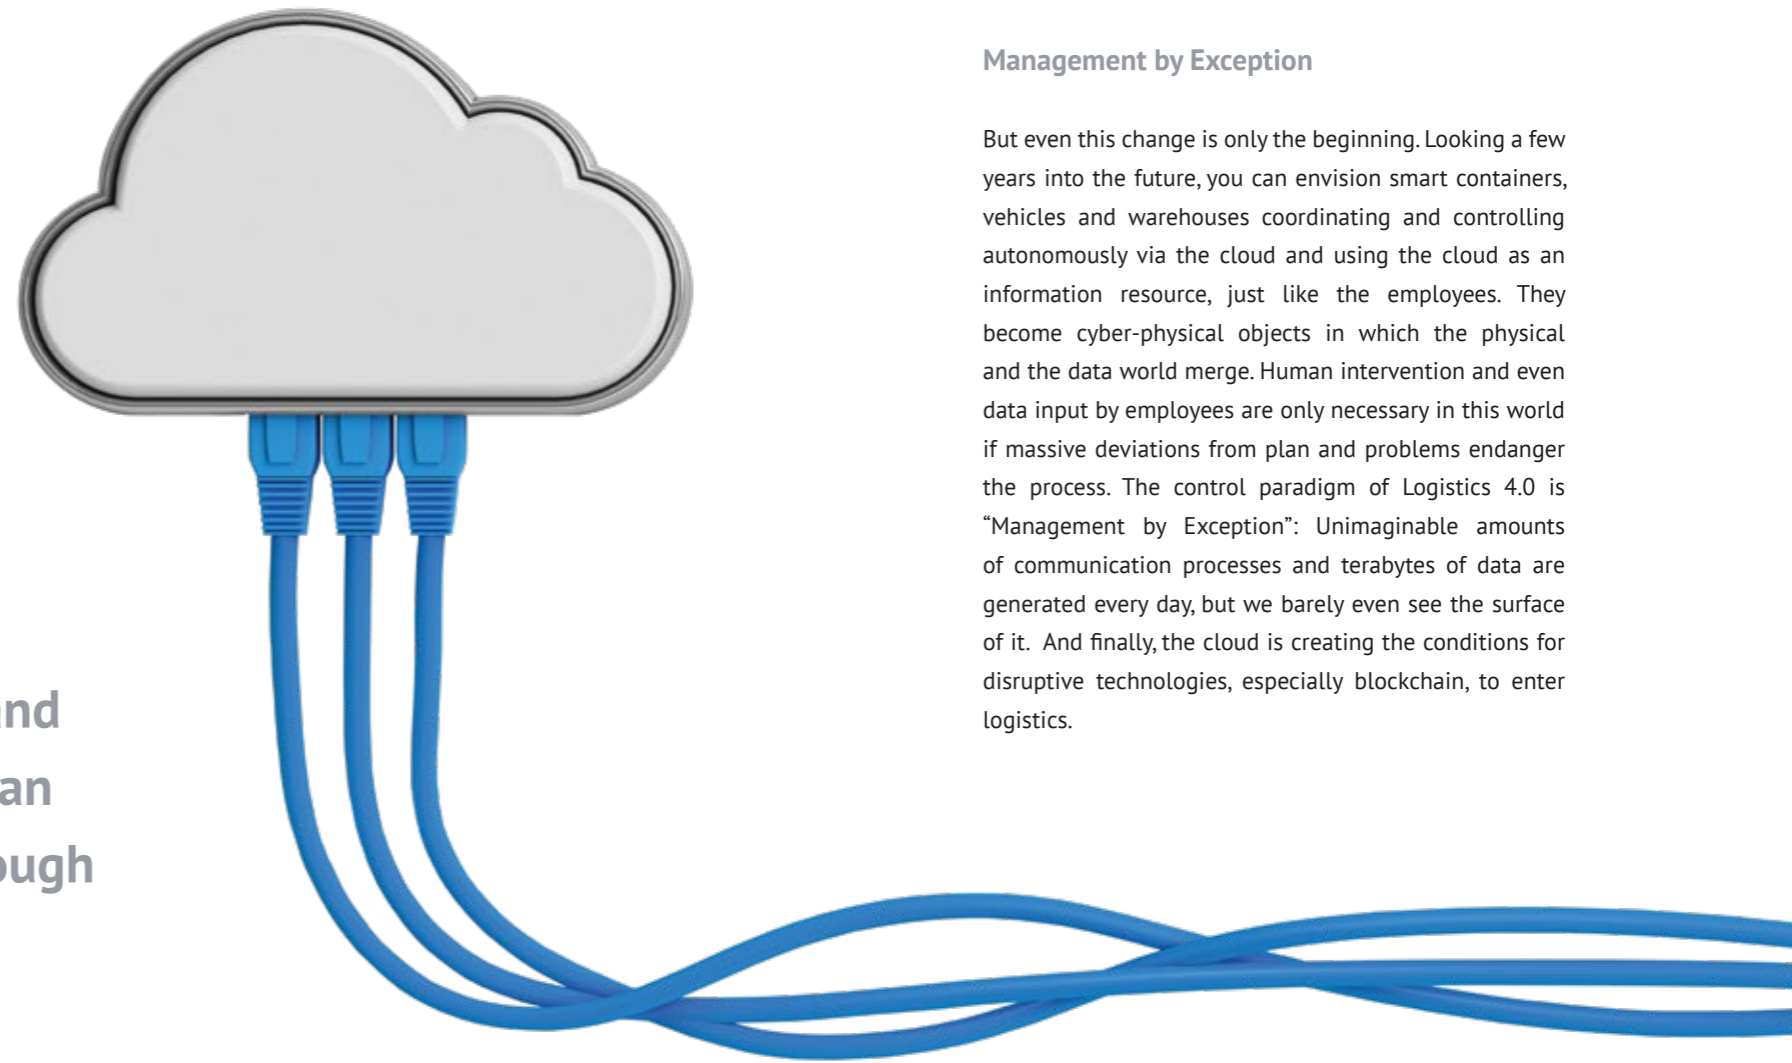 Management by Exception
But even this change is only the beginning. Looking a few
years into the future, you can envision smart containers,
vehicles and warehouses coordinating and controlling
autonomously via the cloud and using the cloud as an
information resource, just like the employees. They
become cyber-physical objects in which the physical
and the data world merge. Human intervention and even
data input by employees are only necessary in this world
if massive deviations from plan and problems endanger
the process. The control paradigm of Logistics 4.0 is
“Management by Exception”: Unimaginable amounts
of communication processes and terabytes of data are
generated every day, but we barely even see the surface
of it.  And finally, the cloud is creating the conditions for
disruptive technologies, especially blockchain, to enter
logistics.